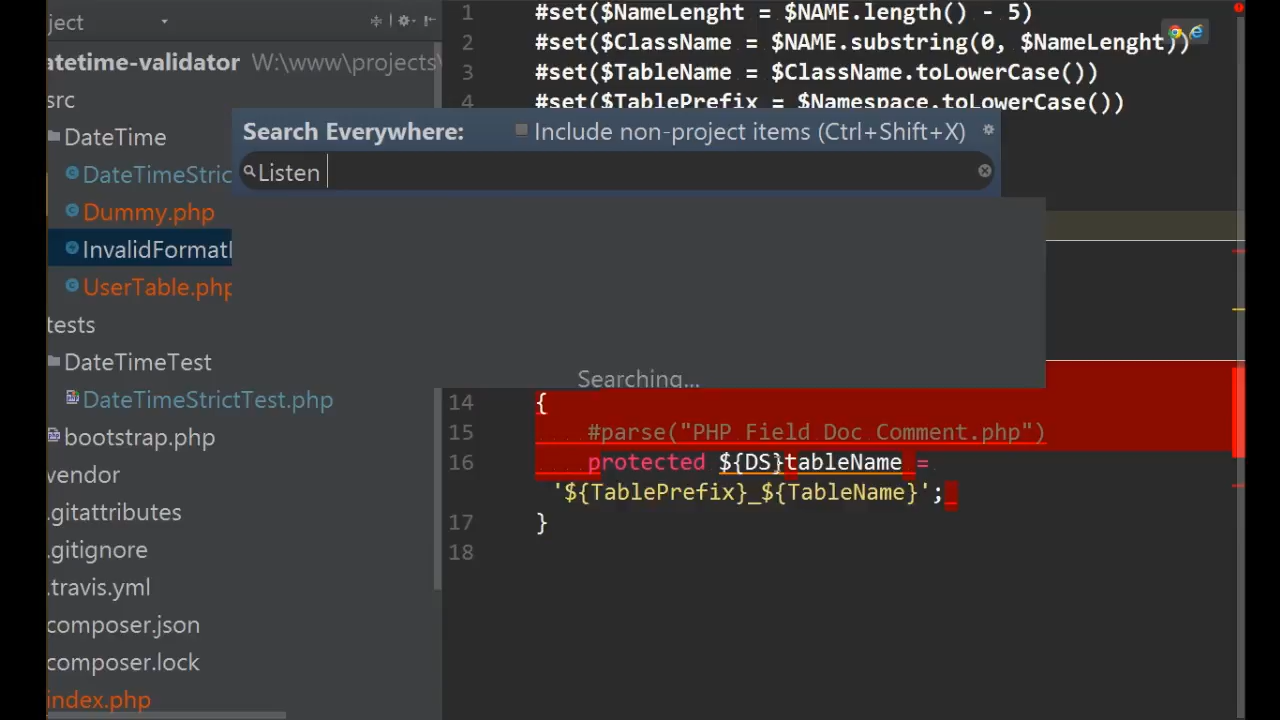 ject
atetime-validator W:\www\projects\
src
DateTime
DateTimeStric
Dummy.php
InvalidFormat
UserTable.php
tests
DateTimeTest
DateTimeStrictTest.php
bootstrap.php
vendor
.gitattributes
.gitignore
.travis.yml
composer.json
composer.lock
index.php
1 #set($NameLenght = $NAME.length() - 5)
2 #set($ClassName = $NAME.substring(0, $NameLenght))
3 #set($TableName = $ClassName.toLowerCase())
4 #set($TablePrefix = $Namespace.toLowerCase())
Search Everywhere: Include non-project items (Ctrl+Shift+X)
Listen
Searching...
14 {
15 #parse("PHP Field Doc Comment.php")
16 protected ${DS}tableName =
'${TablePrefix}_${TableName}';
17 }
18